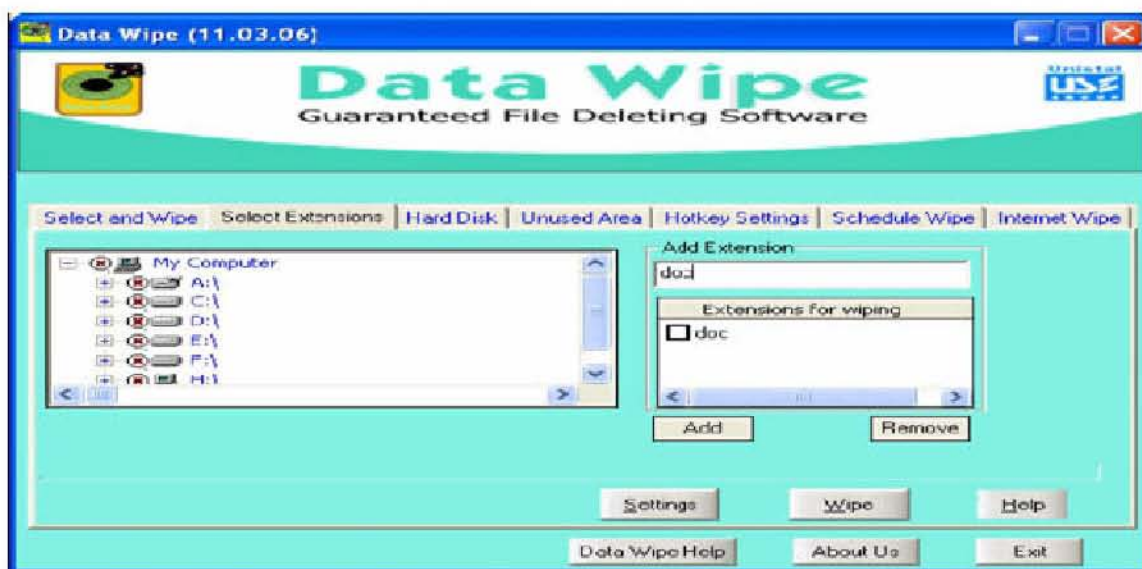 Data Wipe (11.03.06)
Data Wipe
Guaranteed File Deleting Software
Unistal
USE
Select and Wipe Select Extensions Hard Disk Unused Area Hotkey Settings Schedule Wipe Internet Wipe
My Computer
A:\
C:\
D:\
E:\
F:\
H:\
Add Extension
doc
Extensions for wiping
doc
Add Remove
Settings Wipe Help
Data Wipe Help About Us Exit